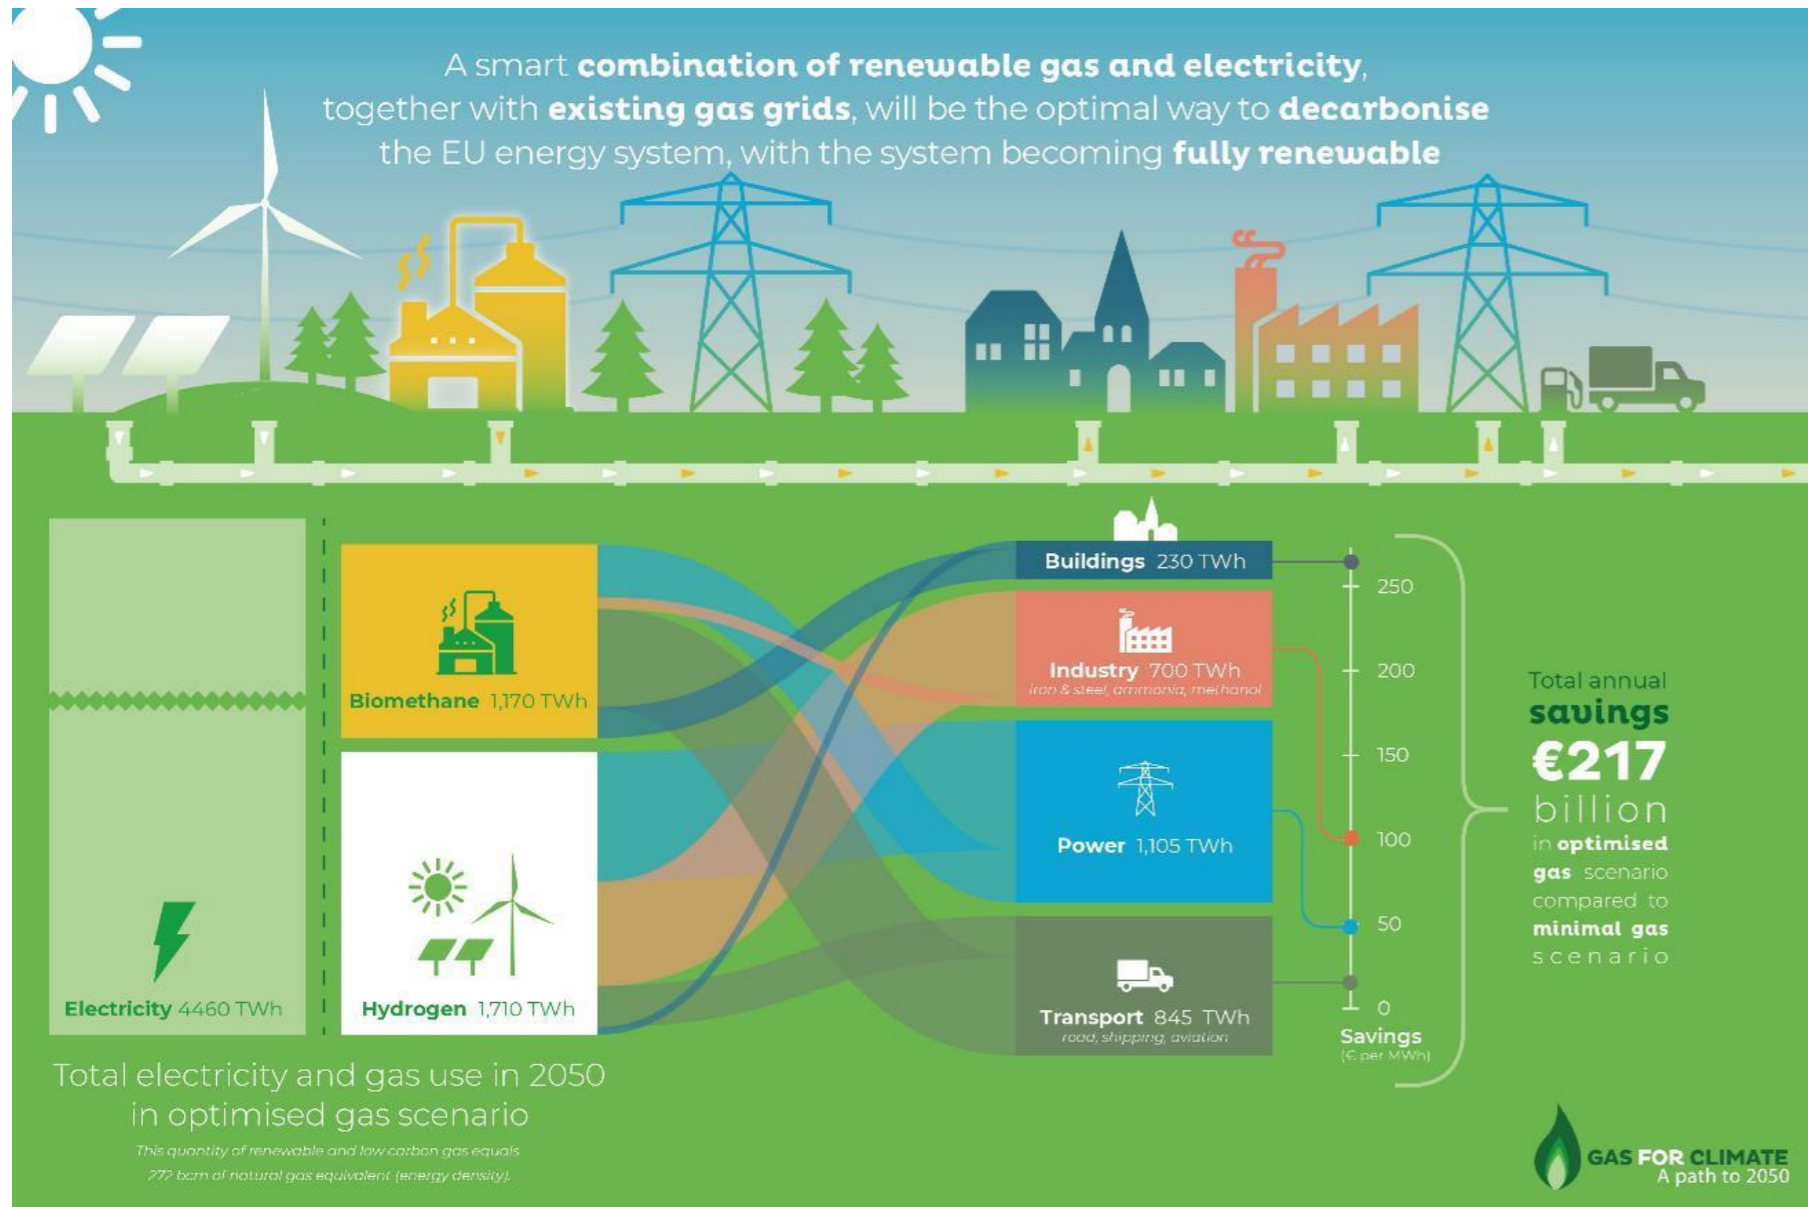 A smart combination of renewable gas and electricity,
together with existing gas grids, will be the optimal way to decarbonise
the EU energy system, with the system becoming fully renewable
Biomethane 1,170 TWh
Electricity 4460 TWh
Hydrogen 1,710 TWh
Total electricity and gas use in 2050
in optimised gas scenario
This quantity of renewable and low carbon gas equals
272 bcm of natural gas equivalent (energy density).
Buildings 230 TWh
Industry 700 TWh
iron & steel, ammonia, methanol
Power 1,105 TWh
Transport 845 TWh
road, shipping, aviation
250
200
150
100
50
0
Savings
(€ per MWh)
Total annual
savings
€217
billion
in optimised
gas scenario
compared to
minimal gas
scenario
GAS FOR CLIMATE
A path to 2050